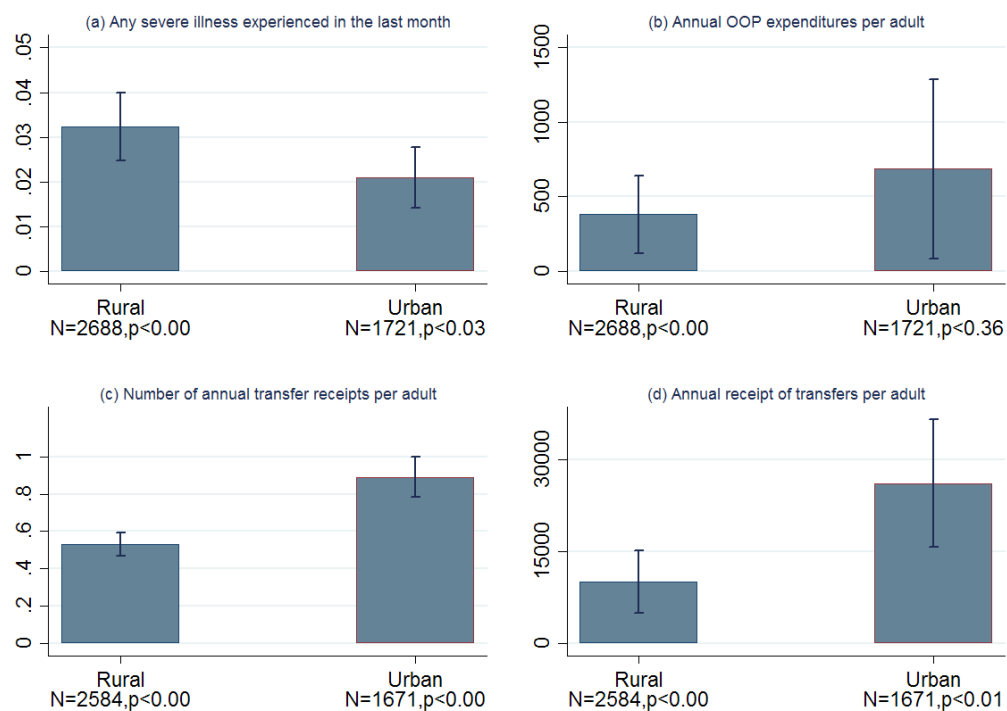 (a) Any severe illness experienced in the last month
.05
.04
.03
.02
.01
0
Rural
N=2688,p<0.00
Urban
N=1721,p<0.03
(b) Annual OOP expenditures per adult
1500
1000
500
0
Rural
N=2688,p<0.00
Urban
N=1721,p<0.36
(c) Number of annual transfer receipts per adult
1
.8
.6
.4
.2
0
Rural
N=2584,p<0.00
Urban
N=1671,p<0.00
(d) Annual receipt of transfers per adult
30000
15000
0
Rural
N=2584,p<0.00
Urban
N=1671,p<0.01